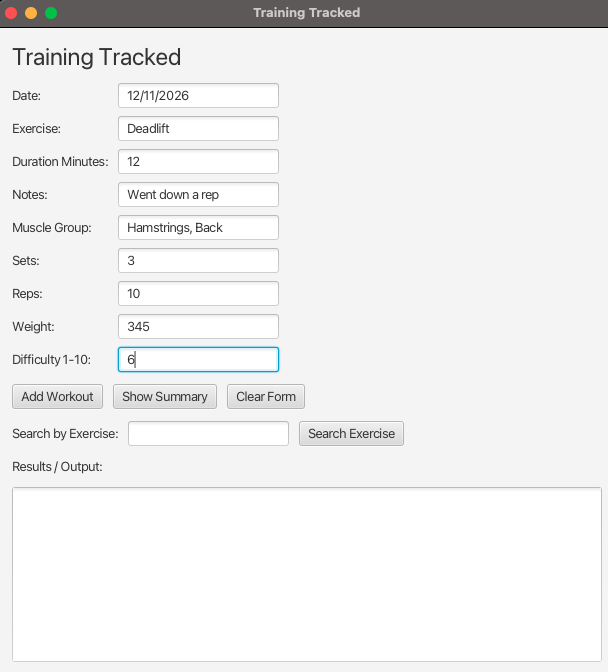 Training Tracked
Training Tracked
Date: 12/11/2026
Exercise: Deadlift
Duration Minutes: 12
Notes: Went down a rep
Muscle Group: Hamstrings, Back
Sets: 3
Reps: 10
Weight: 345
Difficulty 1-10: 6
Add Workout Show Summary Clear Form
Search by Exercise: Search Exercise
Results / Output: